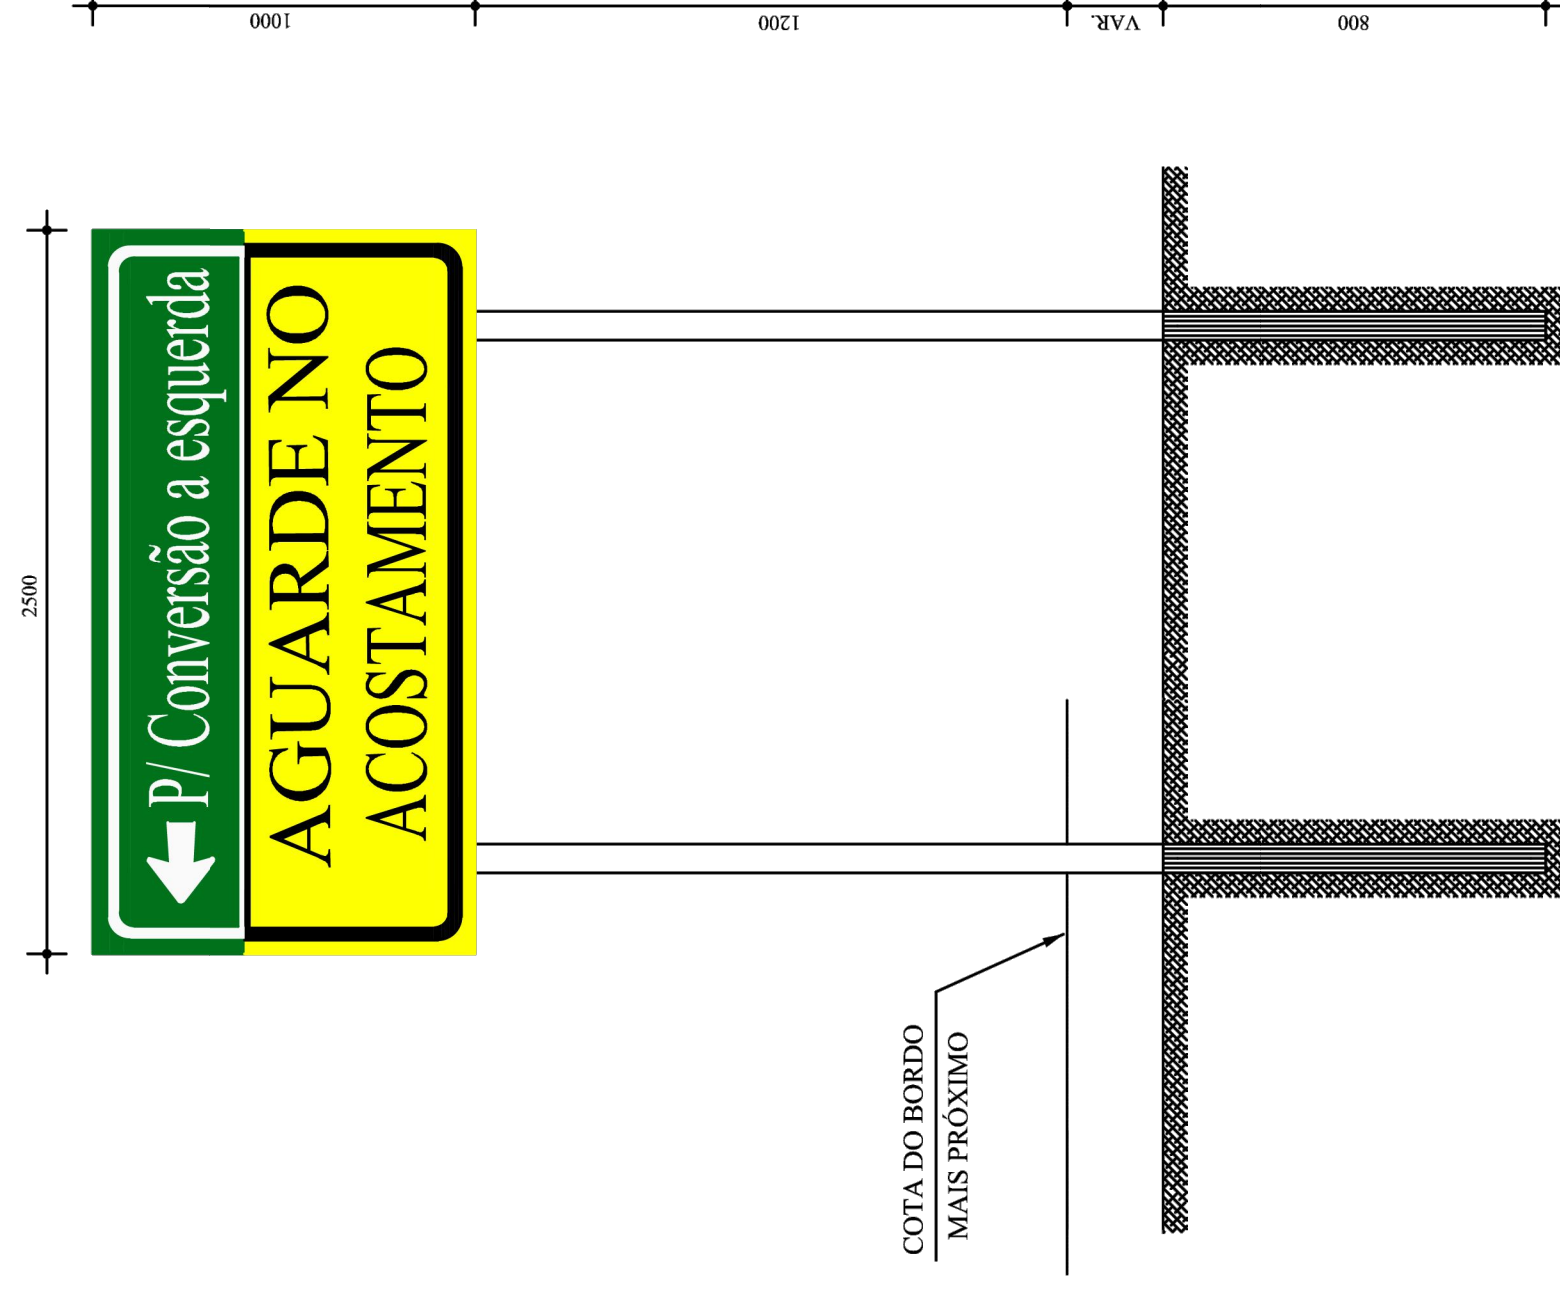 2500
P/ Conversão a esquerda
AGUARDE NO
ACOSTAMENTO
1000
1200
VAR.
800
COTA DO BORDO
MAIS PRÓXIMO